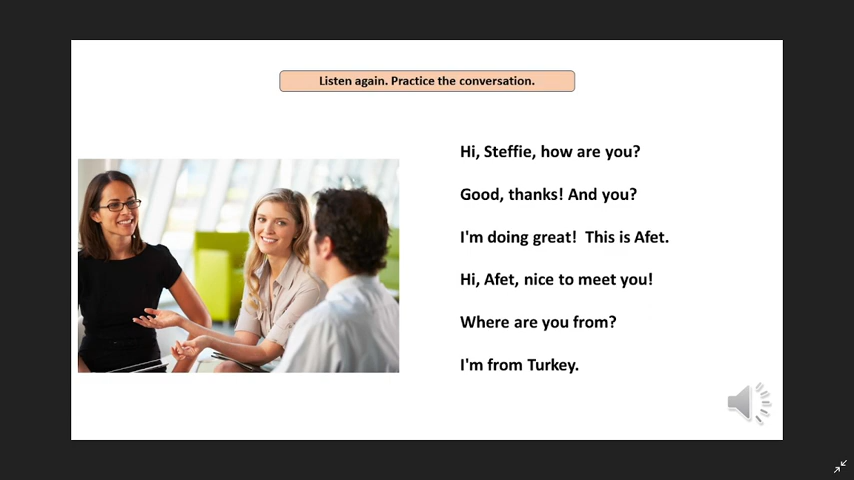 Listen again. Practice the conversation.
Hi, Steffie, how are you?
Good, thanks! And you?
I'm doing great!  This is Afet.
Hi, Afet, nice to meet you!
Where are you from?
I'm from Turkey.